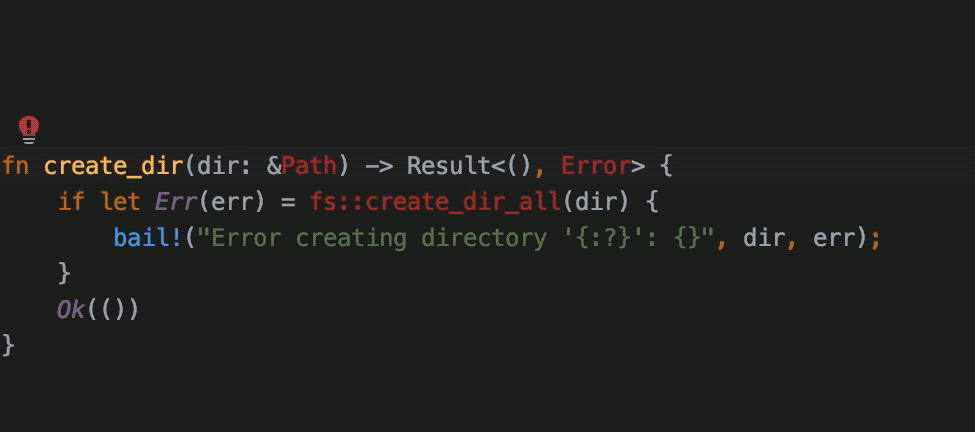 fn create_dir(dir: &Path) -> Result<(), Error> {
    if let Err(err) = fs::create_dir_all(dir) {
        bail!("Error creating directory '{:?}': {}", dir, err);
    }
    Ok(())
}